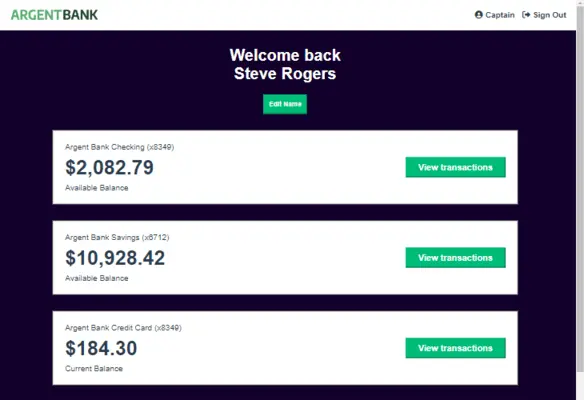 ARGENTBANK
Captain Sign Out
Welcome back
Steve Rogers
Edit Name
Argent Bank Checking (x8349)
$2,082.79
Available Balance
View transactions
Argent Bank Savings (x6712)
$10,928.42
Available Balance
View transactions
Argent Bank Credit Card (x8349)
$184.30
Current Balance
View transactions